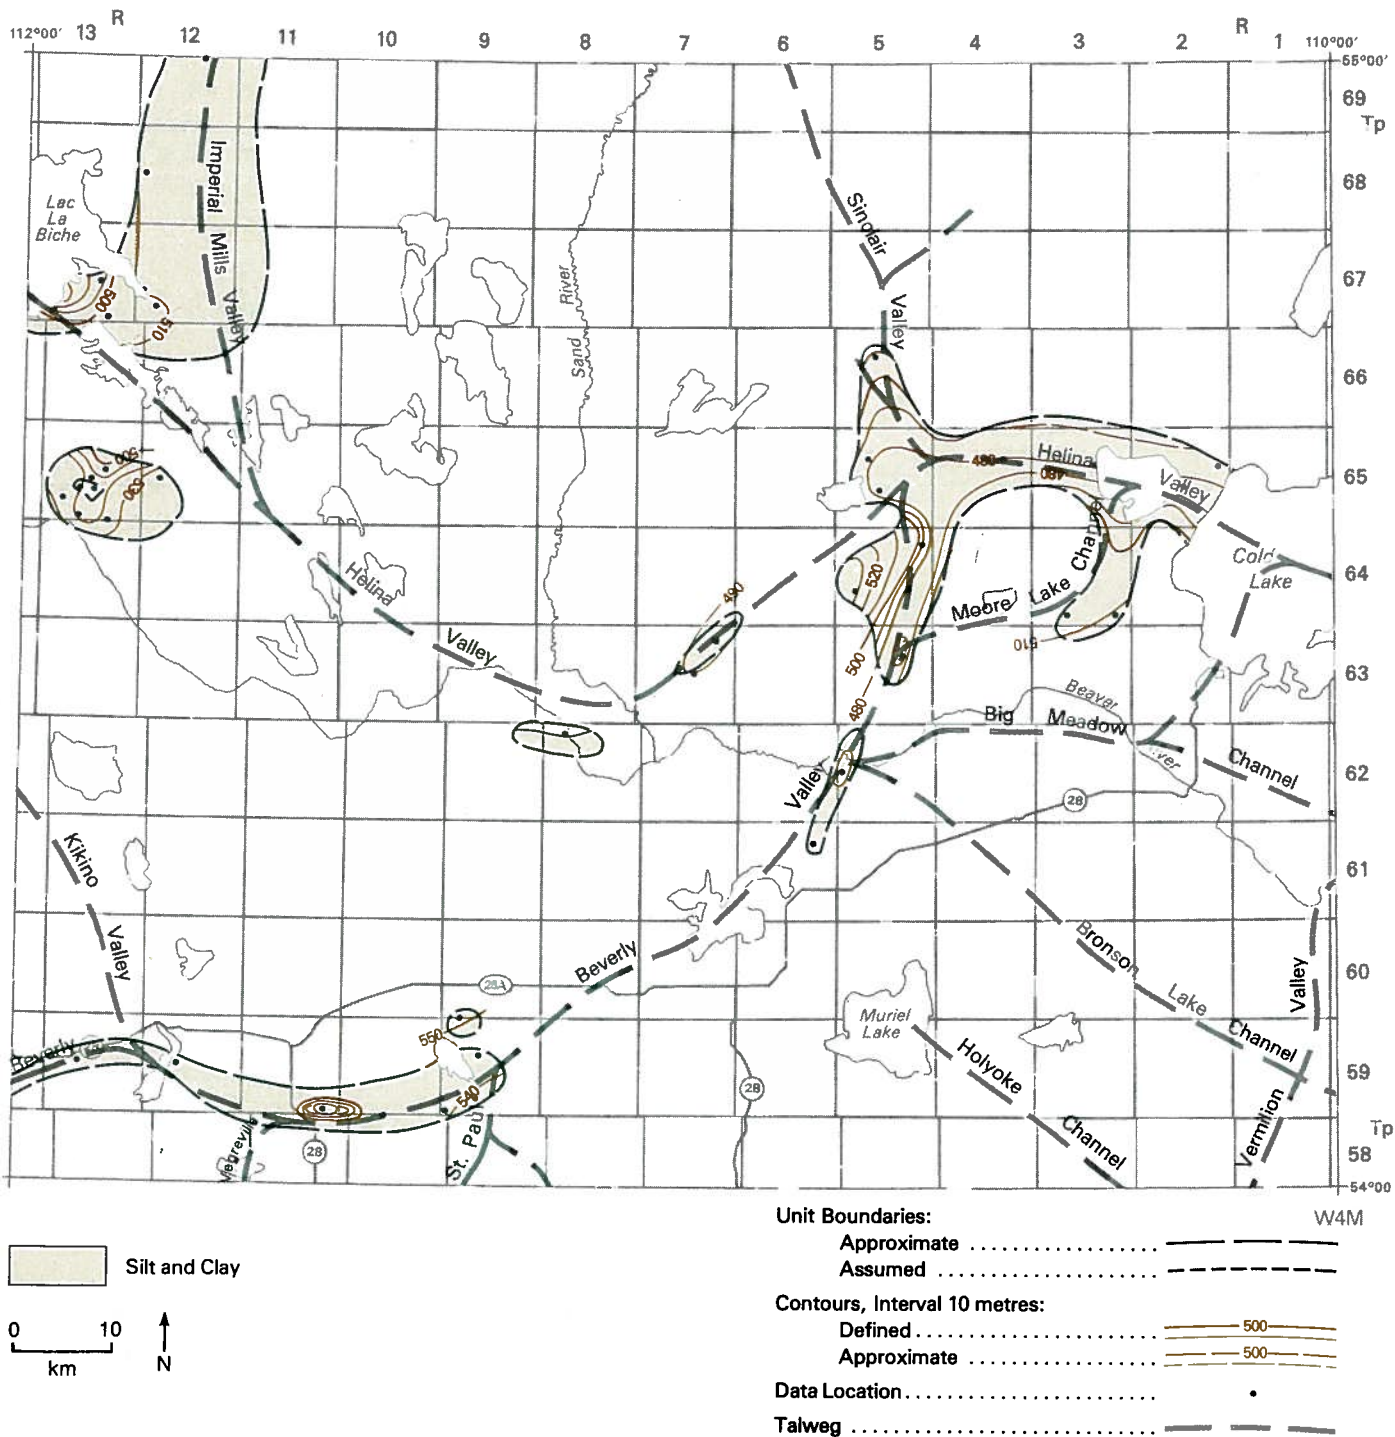 R R
112°00' 13 12 11 10 9 8 7 6 5 4 3 2 1 110°00'
55°00'
69
Tp
Imperial Mills Valley
68
Lac
La
Biche
Sinclair Valley
67
500
510
Sand River
66
500
530
Helina Valley
480
480
65
Cold
Lake
520
64
Helina Valley
490
Moore Lake Channel
510
500
63
480
Beaver River
Big Meadow Channel
Valley
62
28
Kikino Valley
61
Bronson Lake Channel
Beverly
60
28A
Valley
Muriel
Lake
550
Holyoke Channel
Beverly
59
540
28
Vermilion
St. Paul
Tp
28
58
54°00
W4M
Silt and Clay
0 10
km
N
Unit Boundaries:
Approximate
Assumed
Contours, Interval 10 metres:
Defined 500
Approximate 500
Data Location
Talweg